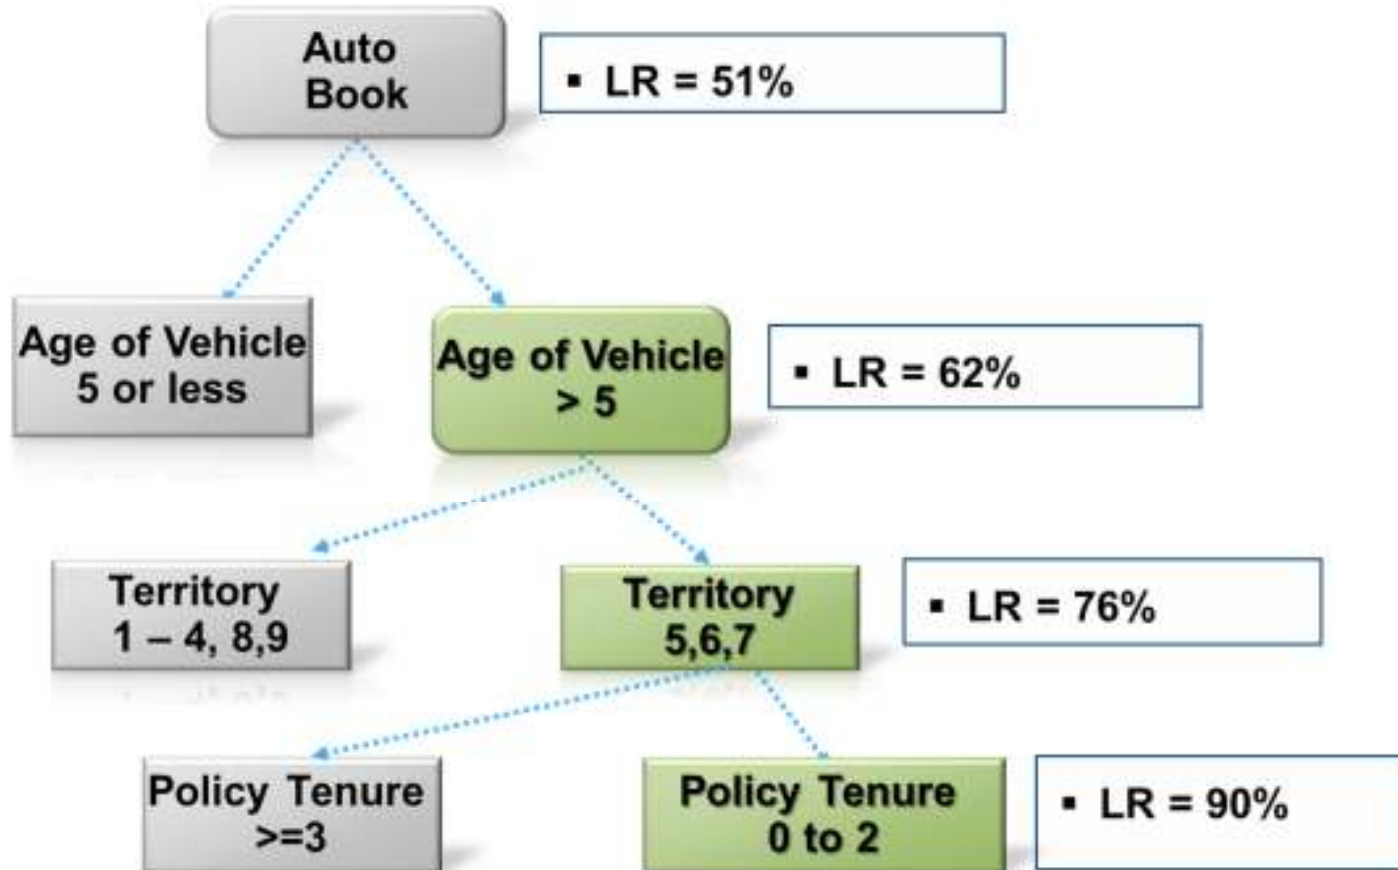 Auto
Book
▪ LR = 51%
Age of Vehicle
5 or less
Age of Vehicle
> 5
▪ LR = 62%
Territory
1 – 4, 8,9
Territory
5,6,7
▪ LR = 76%
Policy Tenure
>=3
Policy Tenure
0 to 2
▪ LR = 90%